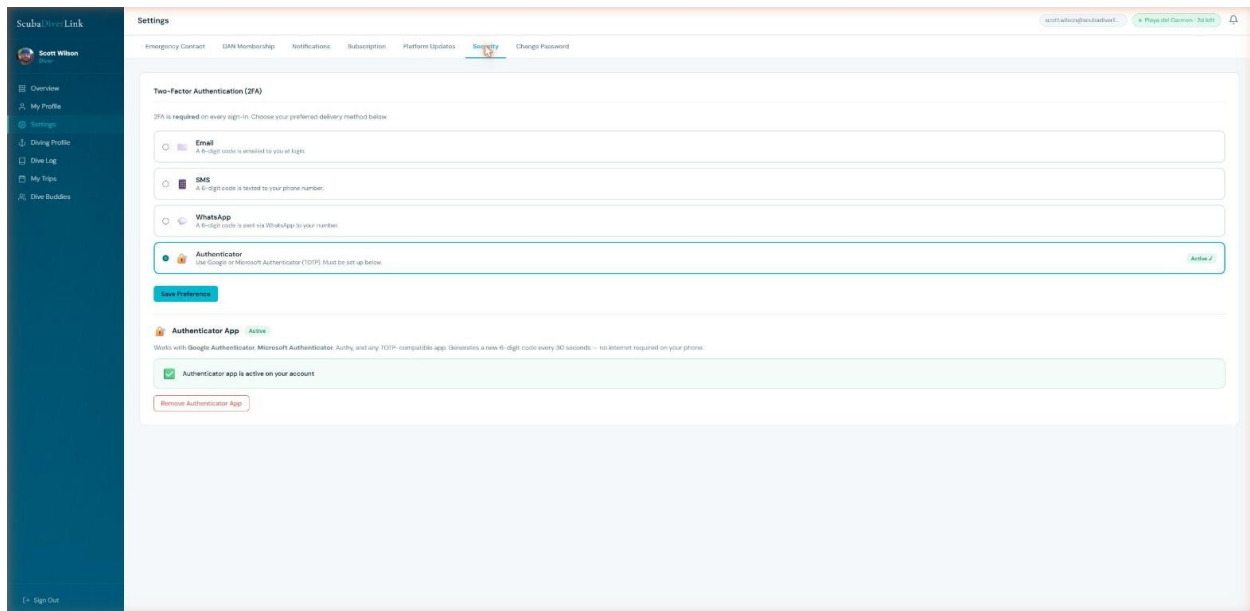 ScubaDiverLink
Scott Wilson
Diver
Overview
My Profile
Settings
Diving Profile
Dive Log
My Trips
Dive Buddies
Sign Out
Settings
scott.wilson@scubadiverl...
Playa del Carmen · 2d left
Emergency Contact DAN Membership Notifications Subscription Platform Updates Security Change Password
Two-Factor Authentication (2FA)
2FA is required on every sign-in. Choose your preferred delivery method below.
Email
A 6-digit code is emailed to you at login.
SMS
A 6-digit code is texted to your phone number.
WhatsApp
A 6-digit code is sent via WhatsApp to your number.
Authenticator
Use Google or Microsoft Authenticator (TOTP). Must be set up below.
Active ✓
Save Preference
Authenticator App Active
Works with Google Authenticator, Microsoft Authenticator, Authy, and any TOTP-compatible app. Generates a new 6-digit code every 30 seconds — no internet required on your phone.
Authenticator app is active on your account
Remove Authenticator App